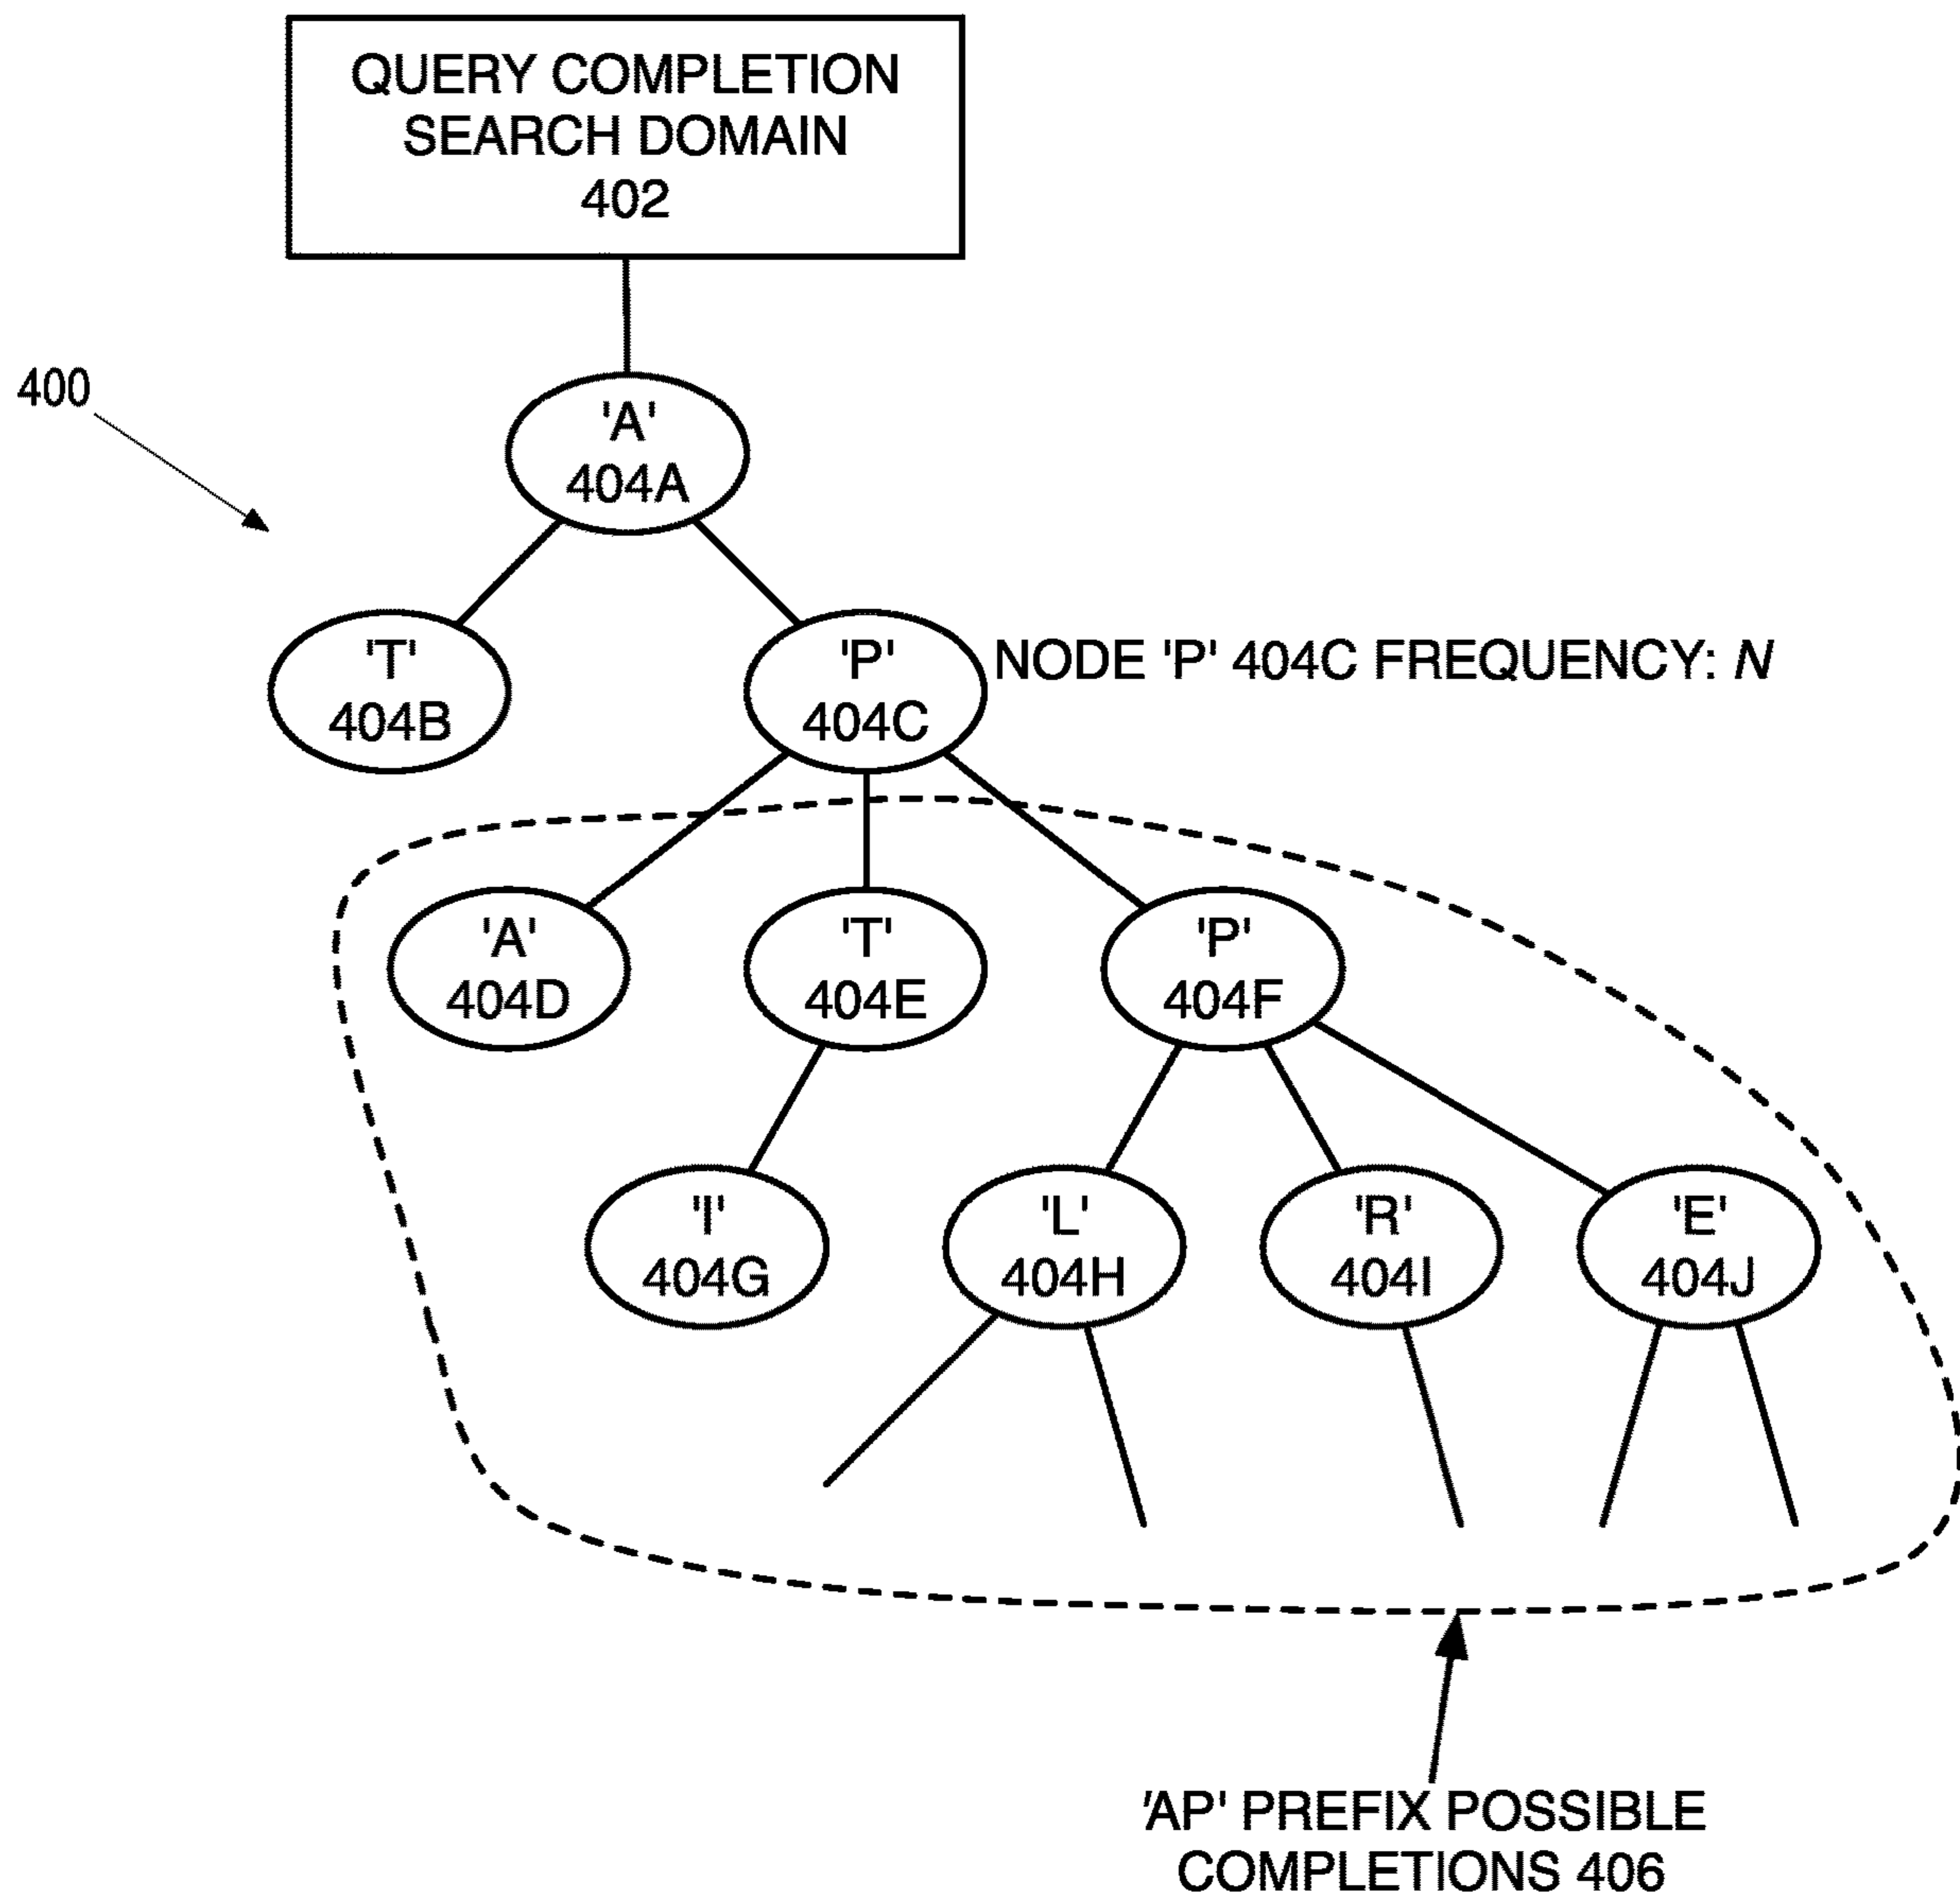 QUERY COMPLETION
SEARCH DOMAIN
402
400
'A'
404A
'T'
404B
'P'
404C
NODE 'P' 404C FREQUENCY: N
'A'
404D
'T'
404E
'P'
404F
'I'
404G
'L'
404H
'R'
404I
'E'
404J
'AP' PREFIX POSSIBLE
COMPLETIONS 406